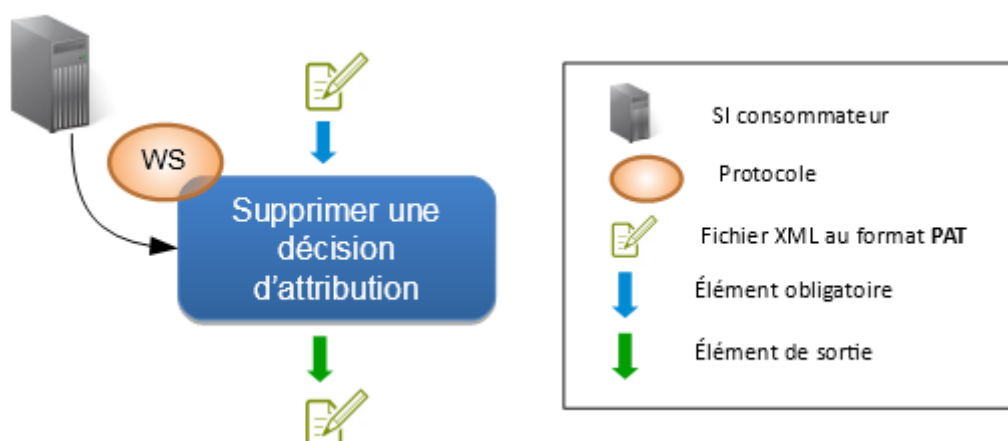 WS
Supprimer une
décision
d'attribution
SI consommateur
Protocole
Fichier XML au format PAT
Élément obligatoire
Élément de sortie